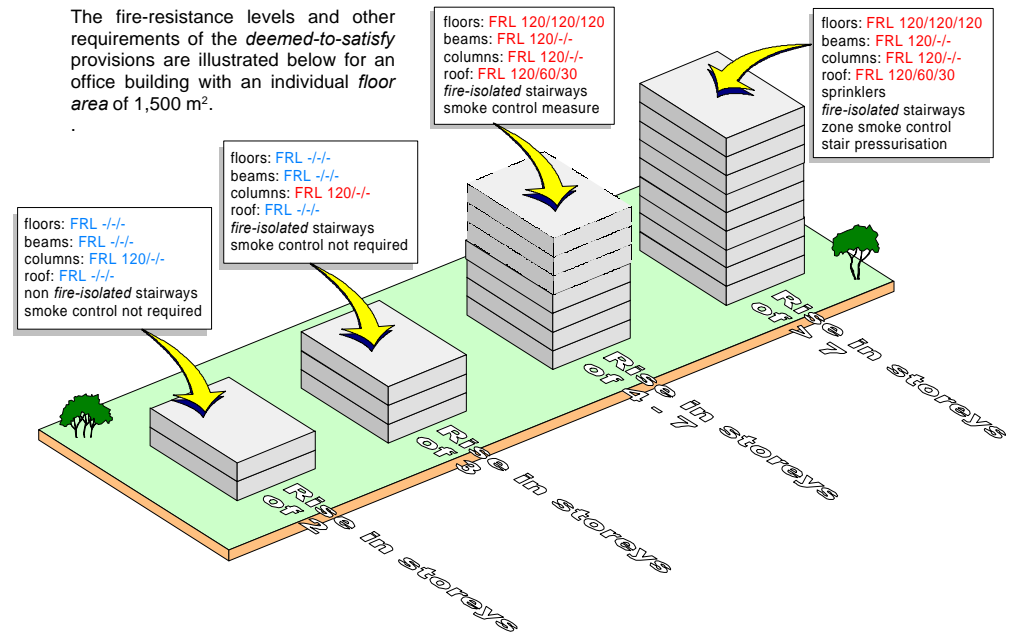 The fire-resistance levels and other
requirements of the deemed-to-satisfy
provisions are illustrated below for an
office building with an individual floor
area of 1,500 m².
.
floors: FRL -/-/-
beams: FRL -/-/-
columns: FRL 120/-/-
roof: FRL -/-/-
non fire-isolated stairways
smoke control not required
floors: FRL -/-/-
beams: FRL -/-/-
columns: FRL 120/-/-
roof: FRL -/-/-
fire-isolated stairways
smoke control not required
floors: FRL 120/120/120
beams: FRL 120/-/-
columns: FRL 120/-/-
roof: FRL 120/60/30
fire-isolated stairways
smoke control measure
floors: FRL 120/120/120
beams: FRL 120/-/-
columns: FRL 120/-/-
roof: FRL 120/60/30
sprinklers
fire-isolated stairways
zone smoke control
stair pressurisation
Rise in storeys
of 2
Rise in storeys
of 3
Rise in storeys
of 4 - 7
Rise in storeys
of > 7